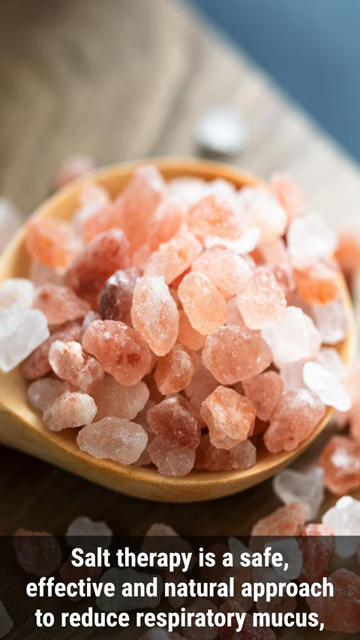 Salt therapy is a safe,
effective and natural approach
to reduce respiratory mucus,